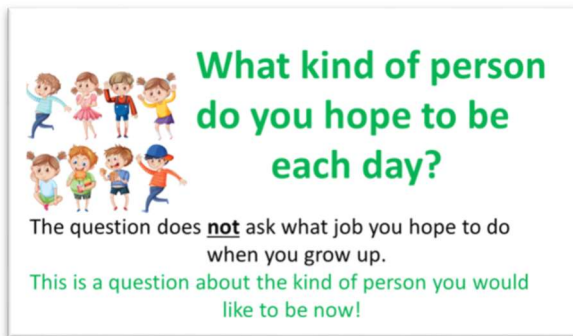 What kind of person
do you hope to be
each day?
The question does not ask what job you hope to do
when you grow up.
This is a question about the kind of person you would
like to be now!